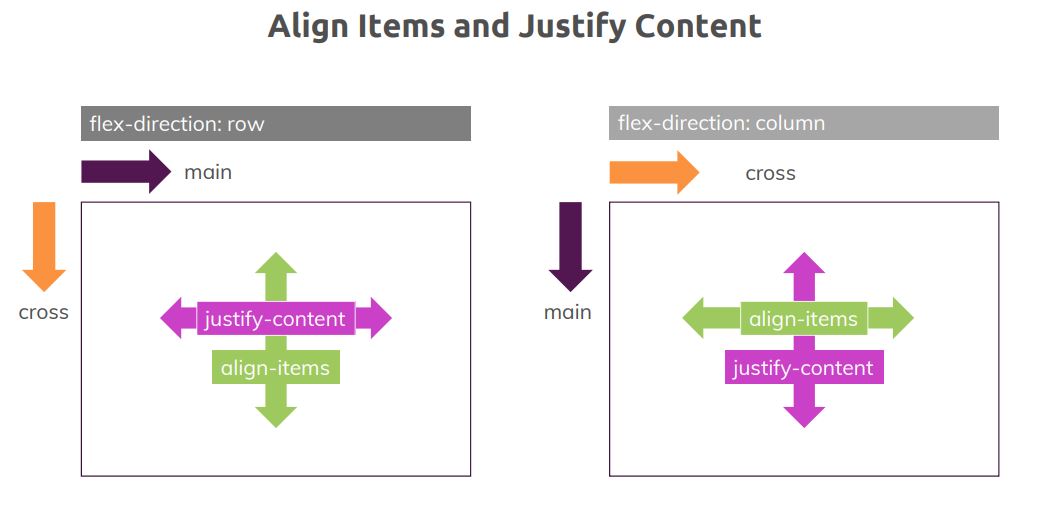 Align Items and Justify Content
flex-direction: row
main
cross
justify-content
align-items
flex-direction: column
cross
main
align-items
justify-content